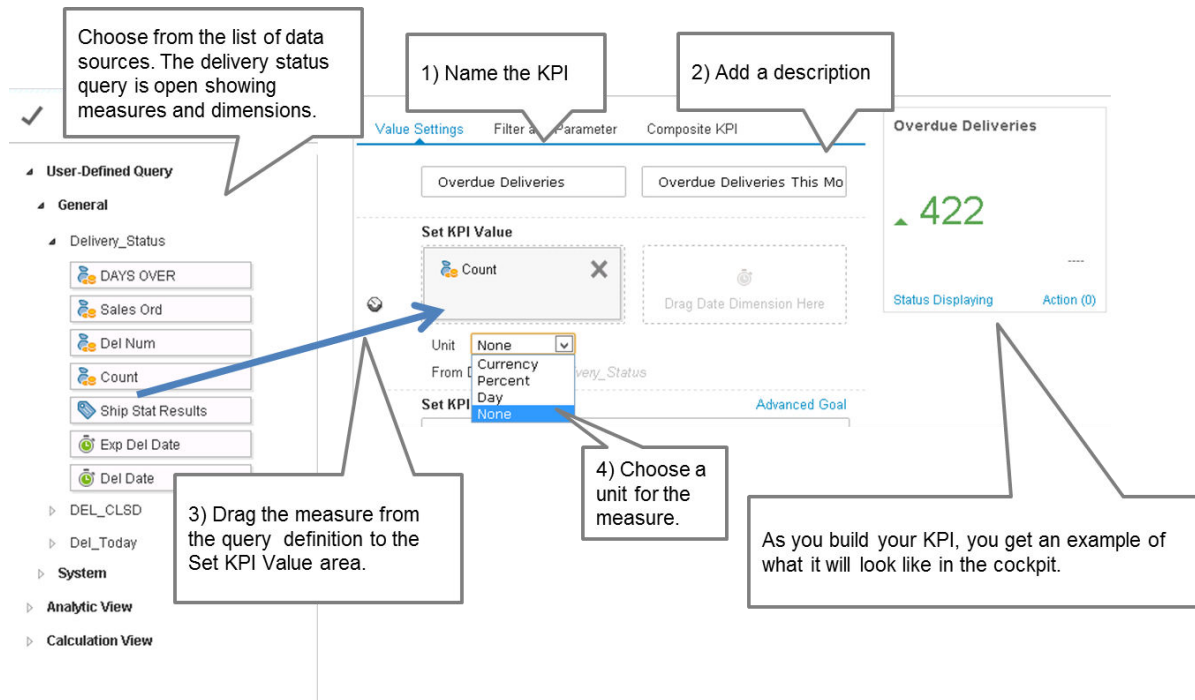 Choose from the list of data
sources. The delivery status
query is open showing
measures and dimensions.
1) Name the KPI
2) Add a description
Value Settings
Filter a Parameter
Composite KPI
Overdue Deliveries
User-Defined Query
General
Delivery_Status
DAYS OVER
Sales Ord
Del Num
Count
Ship Stat Results
Exp Del Date
Del Date
DEL_CLSD
Del_Today
System
Analytic View
Calculation View
Overdue Deliveries
Overdue Deliveries This Mo
Set KPI Value
Count
Drag Date Dimension Here
Unit None
Currency
Percent
Day
None
From D very_Status
Set KPI
Advanced Goal
422
----
Status Displaying
Action (0)
3) Drag the measure from
the query definition to the
Set KPI Value area.
4) Choose a
unit for the
measure.
As you build your KPI, you get an example of
what it will look like in the cockpit.